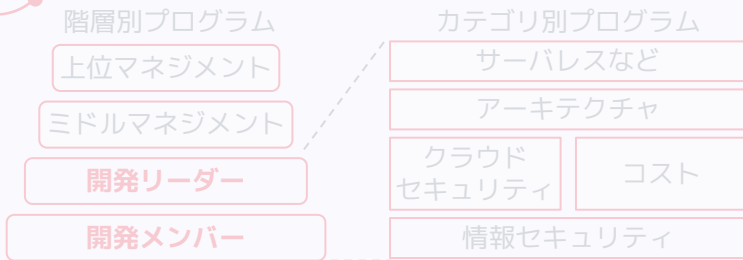 階層別プログラム
上位マネジメント
ミドルマネジメント
開発リーダー
開発メンバー
カテゴリ別プログラム
サーバレスなど
アーキテクチャ
クラウド
セキュリティ
コスト
情報セキュリティ